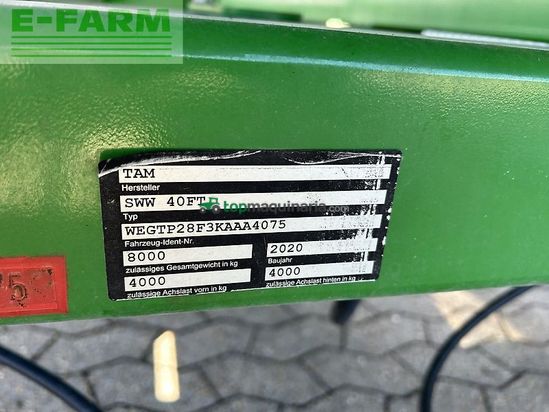 E-FARM
TAM
Hersteller
SWW 40FT
topmaquinaria.com
Typ
WEGTP28F3KAAA4075
Fahrzeug-Ident-Nr.
8000 2020
zulässiges Gesamtgewicht in kg Baujahr
4000 4000
zulässige Achslast vorn in kg zulässige Achslast hinten in kg
75